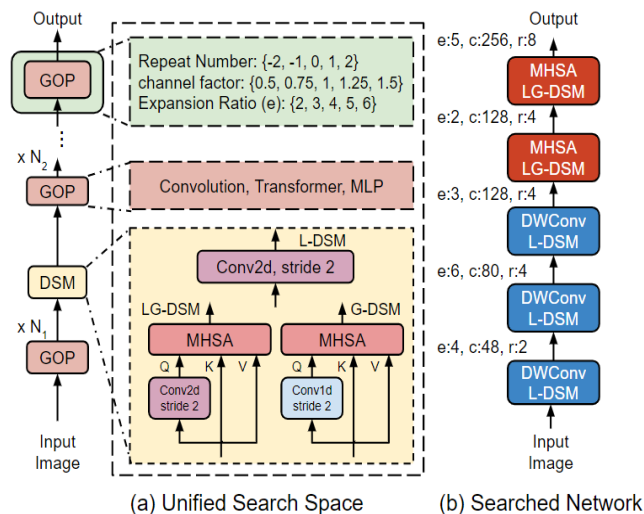 Output
GOP
⋮
x N2
GOP
DSM
x N1
GOP
Input
Image
Repeat Number: {-2, -1, 0, 1, 2}
channel factor: {0.5, 0.75, 1, 1.25, 1.5}
Expansion Ratio (e): {2, 3, 4, 5, 6}
Convolution, Transformer, MLP
L-DSM
Conv2d, stride 2
LG-DSM
MHSA
Q
K
V
Conv2d
stride 2
G-DSM
MHSA
Q
K
V
Conv1d
stride 2
(a) Unified Search Space
Output
e:5, c:256, r:8
MHSA
LG-DSM
e:2, c:128, r:4
MHSA
LG-DSM
e:3, c:128, r:4
DWConv
L-DSM
e:6, c:80, r:4
DWConv
L-DSM
e:4, c:48, r:2
DWConv
L-DSM
Input
Image
(b) Searched Network